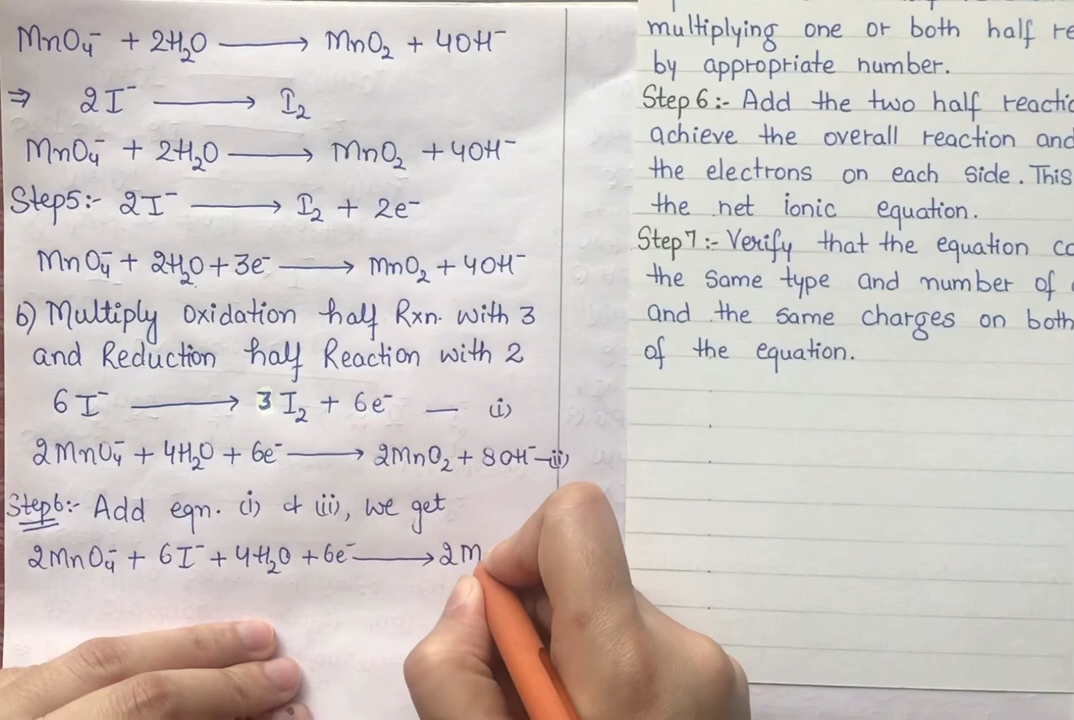 MnO₄⁻ + 2H₂O ⟶ MnO₂ + 4OH⁻
⇒ 2I⁻ ⟶ I₂
MnO₄⁻ + 2H₂O ⟶ MnO₂ + 4OH⁻
Step5:- 2I⁻ ⟶ I₂ + 2e⁻
MnO₄⁻ + 2H₂O + 3e⁻ ⟶ MnO₂ + 4OH⁻
b) Multiply oxidation half Rxn. with 3
and Reduction half Reaction with 2
6I⁻ ⟶ 3I₂ + 6e⁻ — (i)
2MnO₄⁻ + 4H₂O + 6e⁻ ⟶ 2MnO₂ + 8OH⁻ — (ii)
Step6:- Add eqn. (i) & (ii), we get
2MnO₄⁻ + 6I⁻ + 4H₂O + 6e⁻ ⟶ 2M
multiplying one or both half re
by appropriate number.
Step 6:- Add the two half reactio
achieve the overall reaction and
the electrons on each side. This
the net ionic equation.
Step 7:- Verify that the equation co
the same type and number of
and the same charges on both
of the equation.